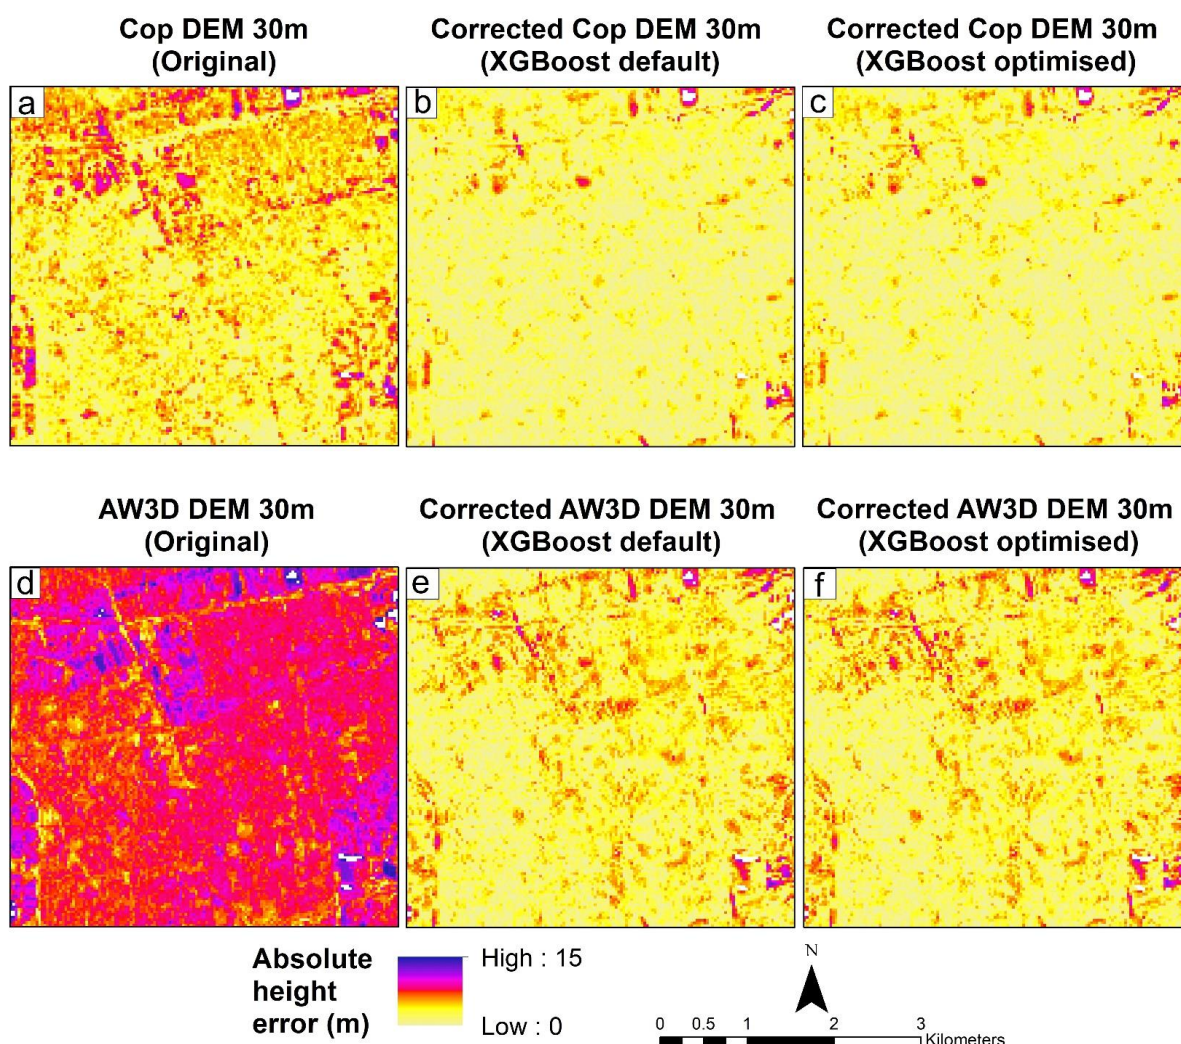 Cop DEM 30m
(Original)
Corrected Cop DEM 30m
(XGBoost default)
Corrected Cop DEM 30m
(XGBoost optimised)
a
b
c
AW3D DEM 30m
(Original)
Corrected AW3D DEM 30m
(XGBoost default)
Corrected AW3D DEM 30m
(XGBoost optimised)
d
e
f
Absolute
height
error (m)
High : 15
Low : 0
N
0 0.5 1 2 3
Kilometers